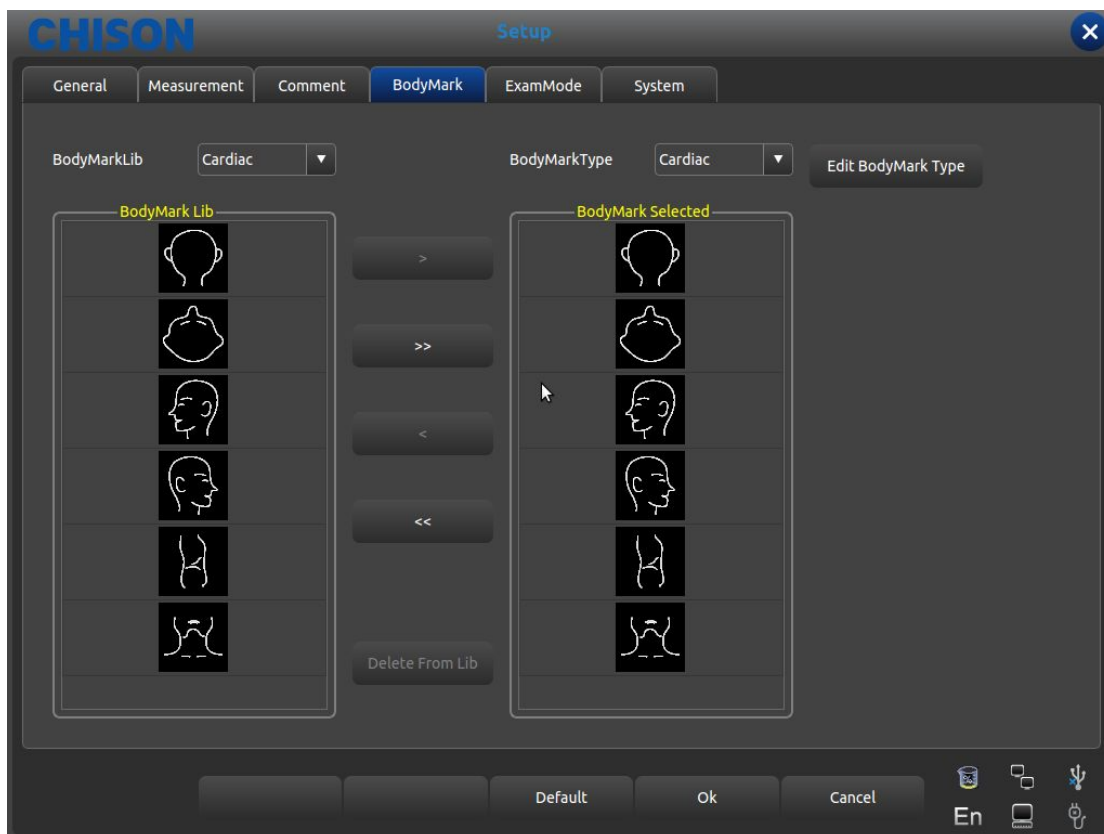 CHISON
Setup
General Measurement Comment BodyMark ExamMode System
BodyMarkLib Cardiac BodyMarkType Cardiac Edit BodyMark Type
BodyMark Lib BodyMark Selected
>
>>
<
<<
Delete From Lib
Default Ok Cancel
En